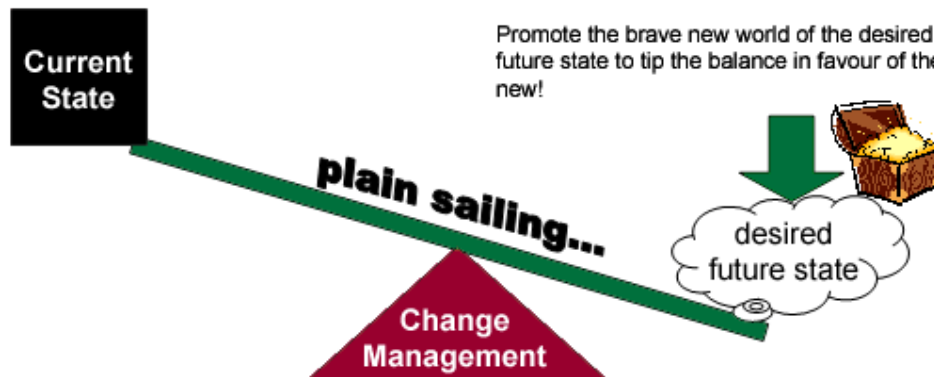 Promote the brave new world of the desired
future state to tip the balance in favour of the
new!
Current
State
plain sailing...
desired
future state
Change
Management